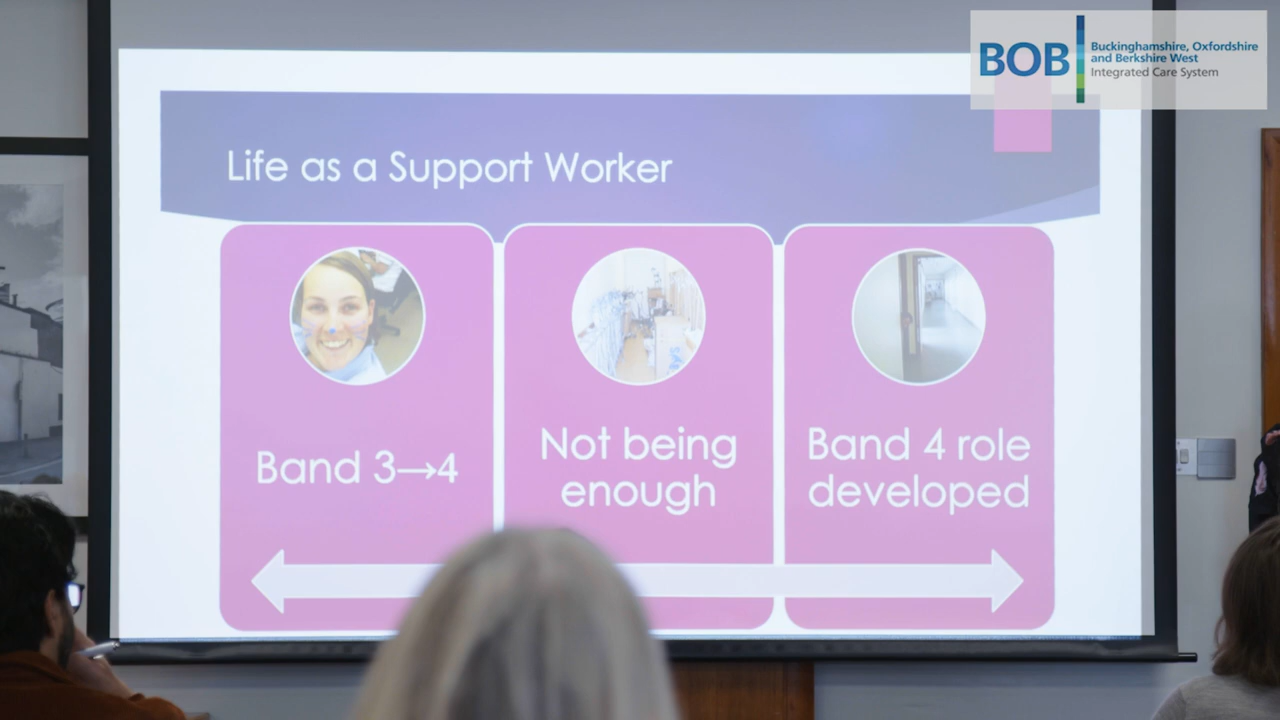 BOB
Buckinghamshire, Oxfordshire
and Berkshire West
Integrated Care System
Life as a Support Worker
Band 3→4
Not being
enough
Band 4 role
developed